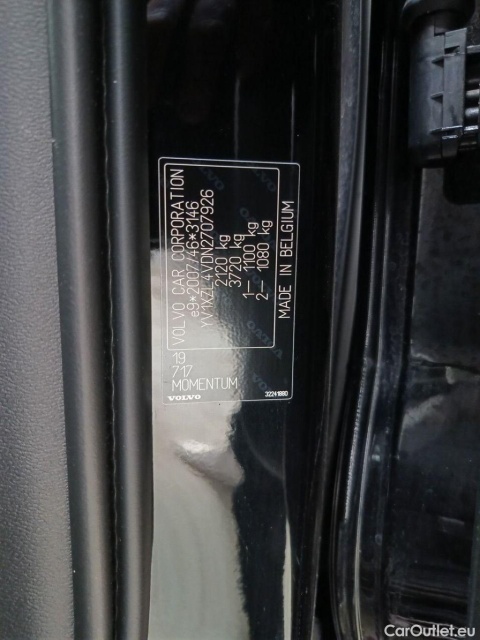 VOLVO CAR CORPORATION
e9*2007/46*3146
YV1KZL4VDN2707926
2120 kg
3720 kg
1– 1100 kg
2– 1080 kg
MADE IN BELGIUM
19
717
MOMENTUM
VOLVO
32241880
CarOutlet.eu